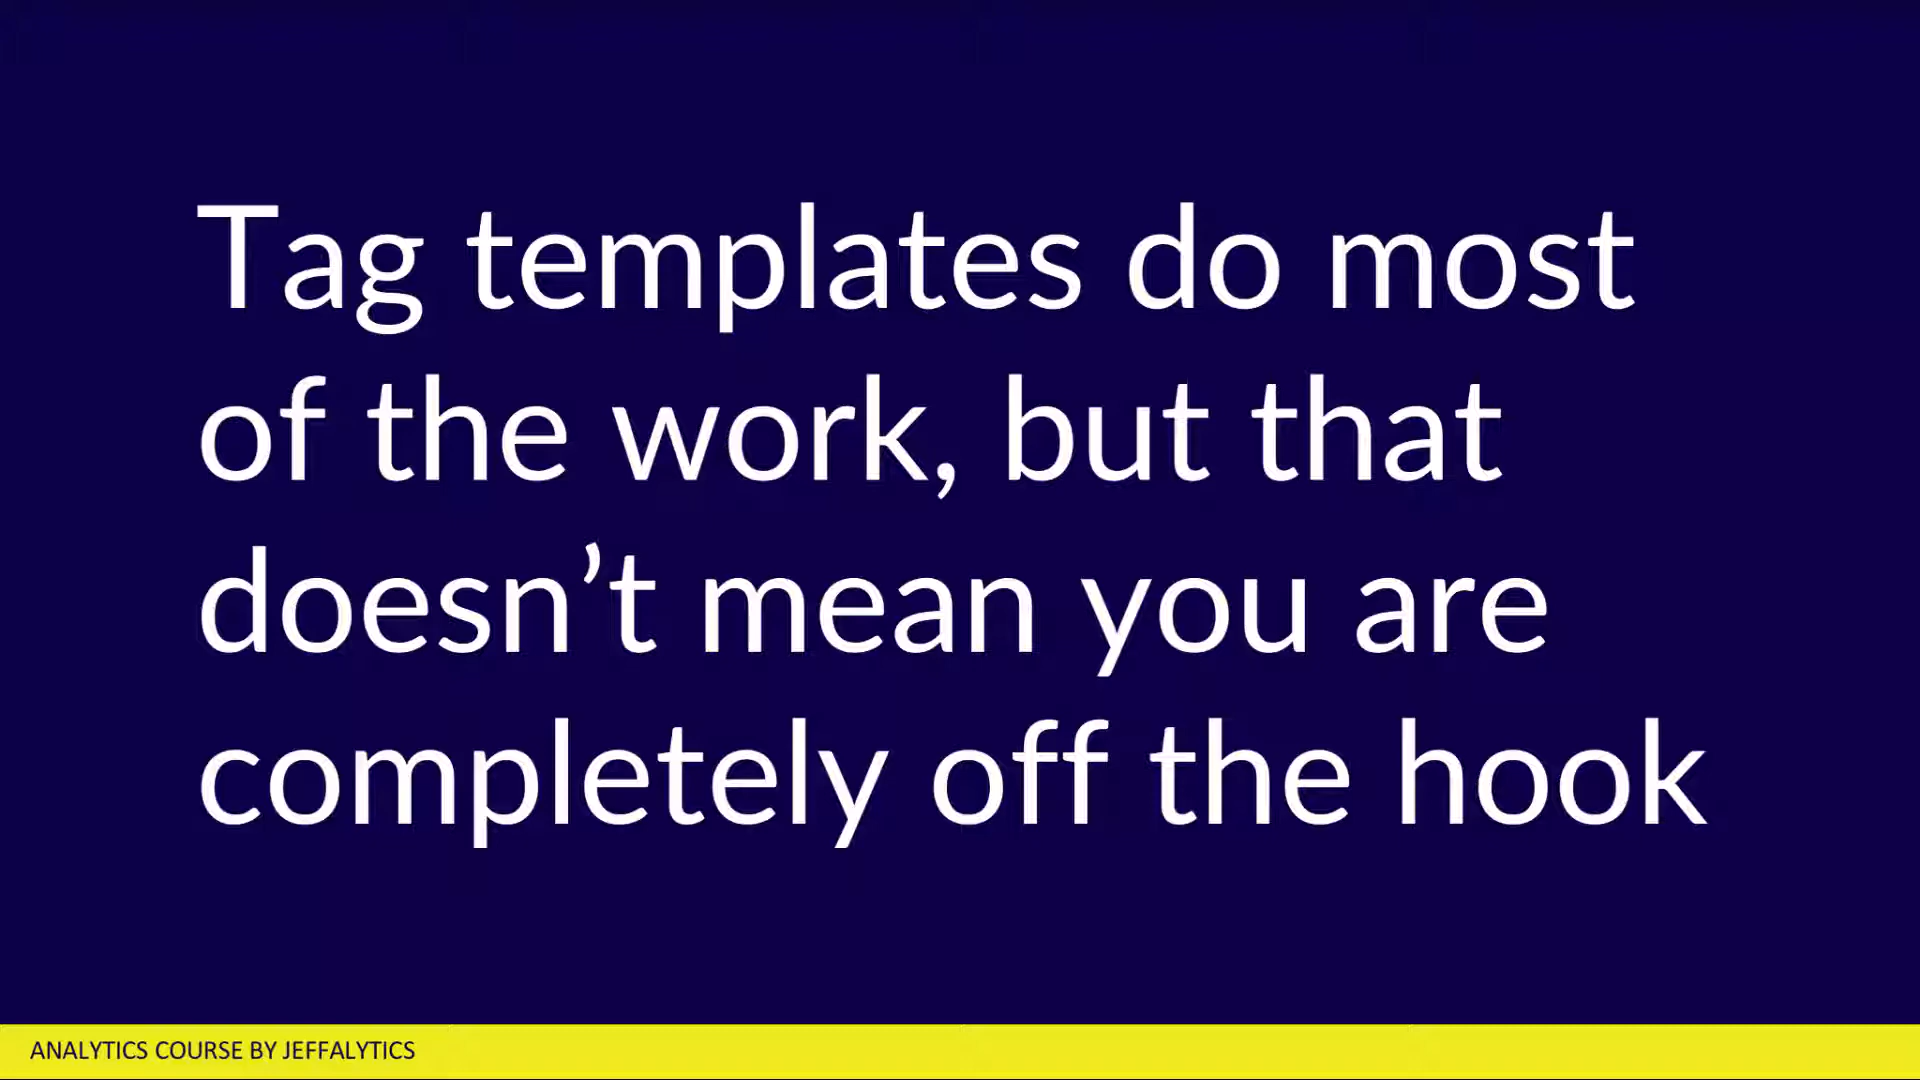 Tag templates do most
of the work, but that
doesn’t mean you are
completely off the hook
ANALYTICS COURSE BY JEFFALYTICS